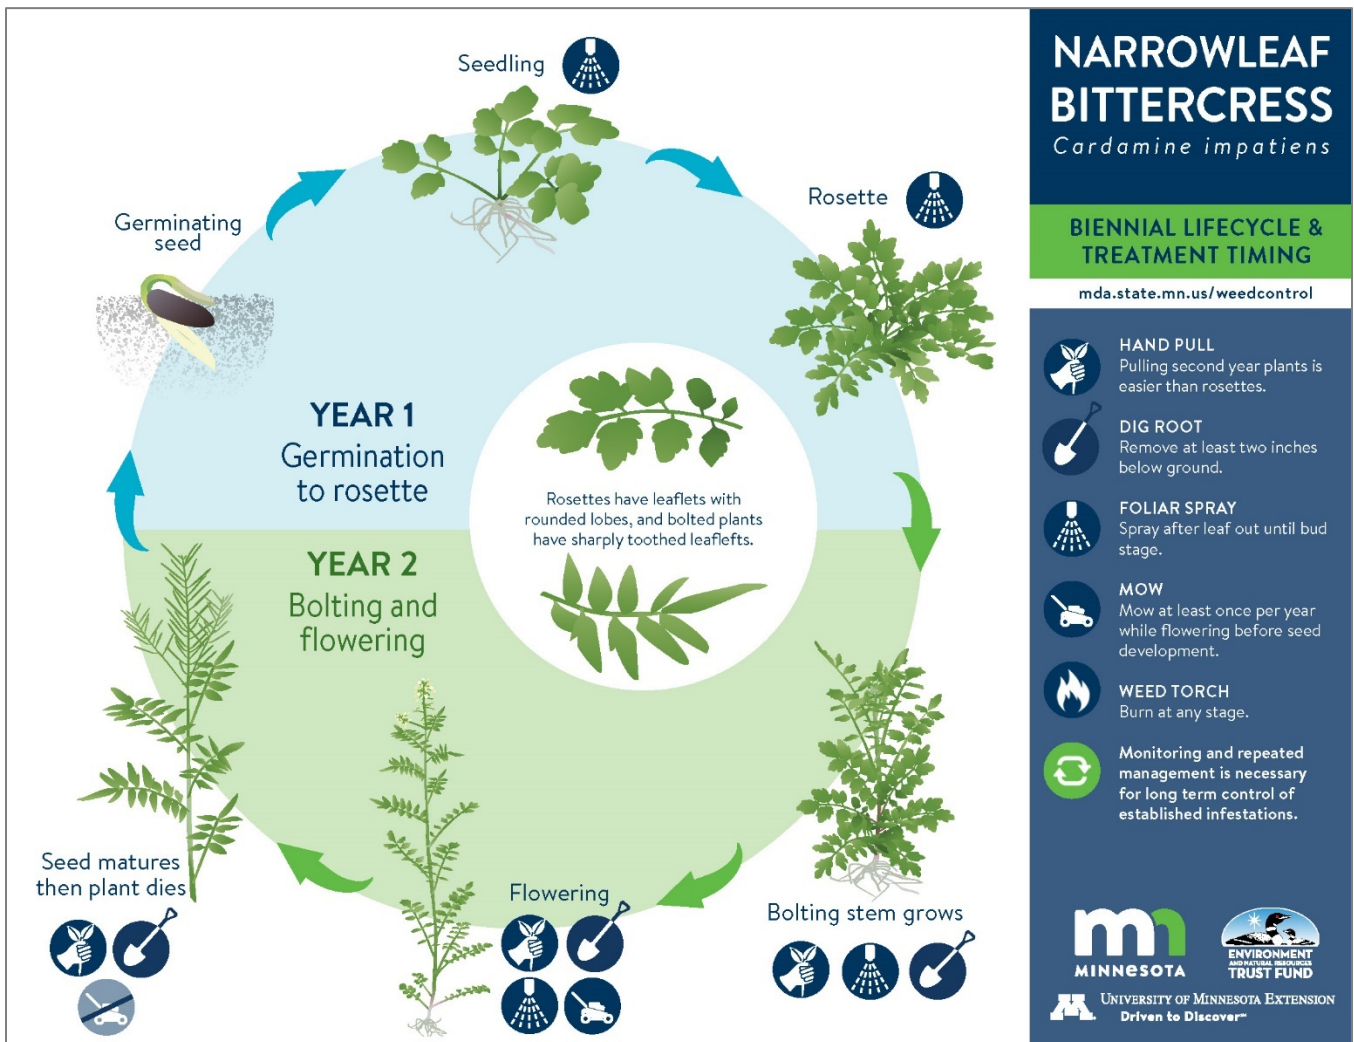 Seedling
Rosette
Germinating
seed
YEAR 1
Germination
to rosette
Rosettes have leaflets with
rounded lobes, and bolted plants
have sharply toothed leaflefts.
YEAR 2
Bolting and
flowering
Seed matures
then plant dies
Flowering
Bolting stem grows
NARROWLEAF
BITTERCRESS
Cardamine impatiens
BIENNIAL LIFECYCLE &
TREATMENT TIMING
mda.state.mn.us/weedcontrol
HAND PULL
Pulling second year plants is
easier than rosettes.
DIG ROOT
Remove at least two inches
below ground.
FOLIAR SPRAY
Spray after leaf out until bud
stage.
MOW
Mow at least once per year
while flowering before seed
development.
WEED TORCH
Burn at any stage.
Monitoring and repeated
management is necessary
for long term control of
established infestations.
mn
MINNESOTA
ENVIRONMENT
AND NATURAL RESOURCES
TRUST FUND
M
UNIVERSITY OF MINNESOTA EXTENSION
Driven to Discover℠